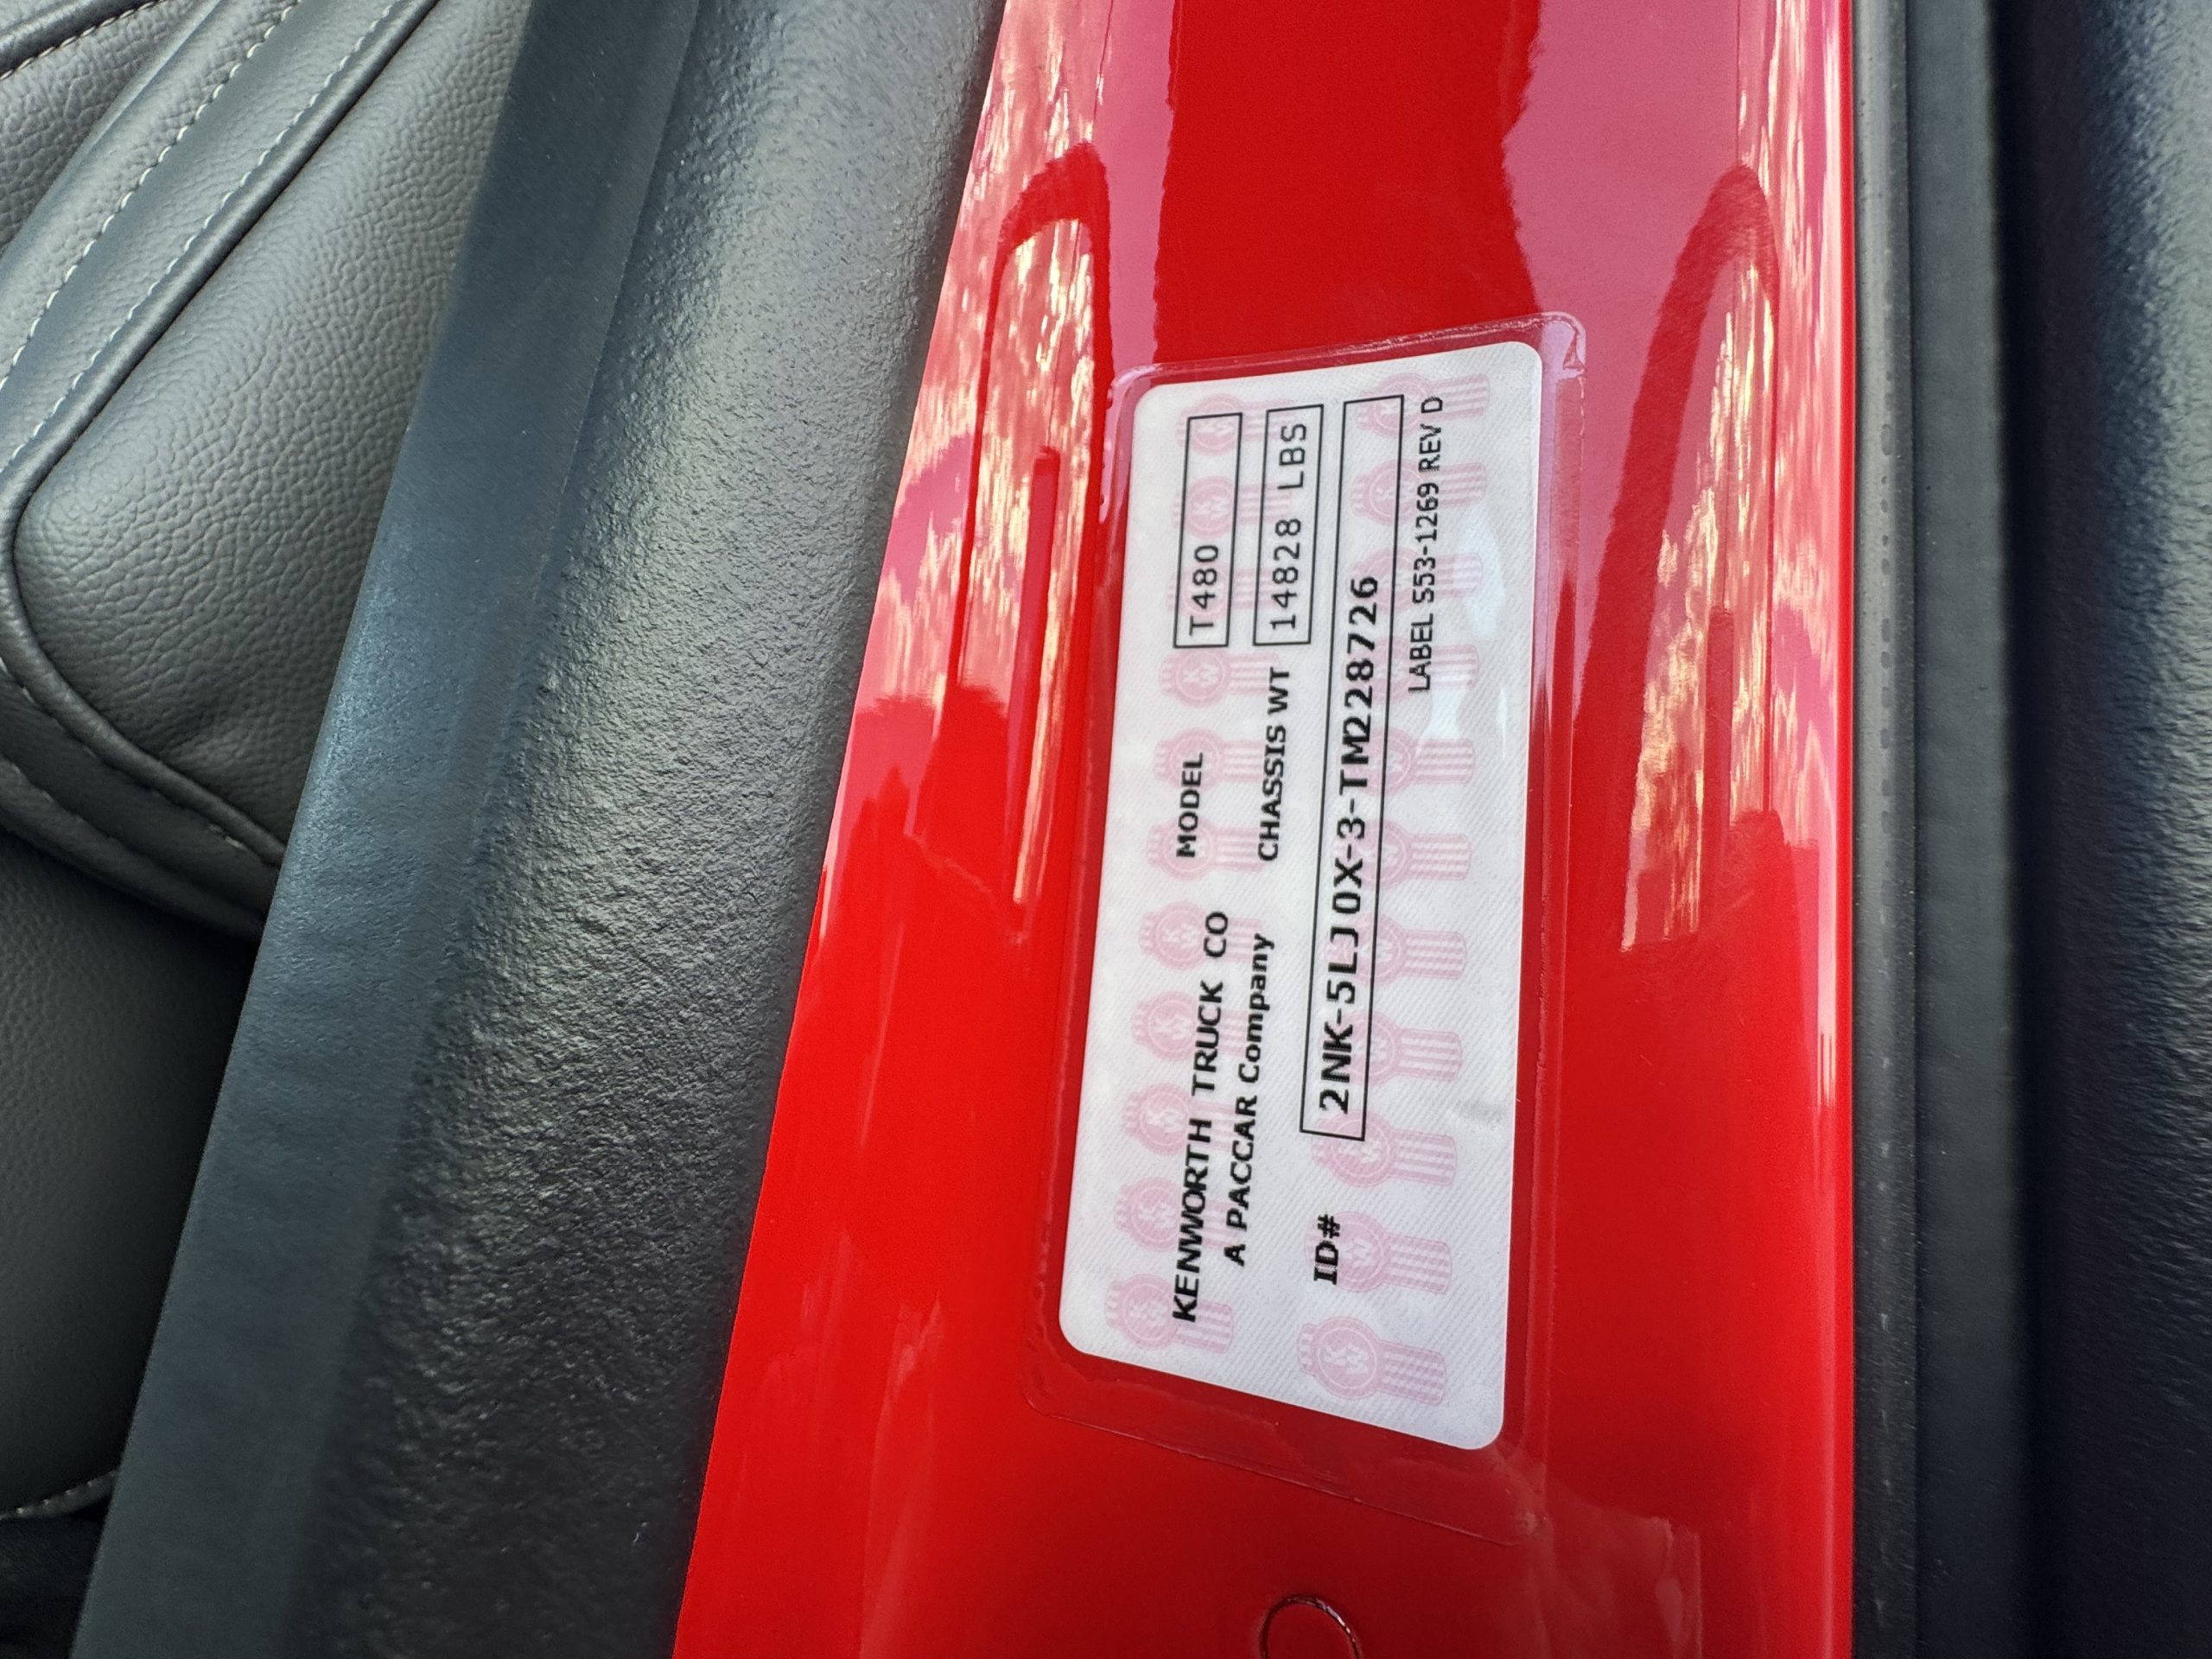 KENWORTH TRUCK CO MODEL T480
A PACCAR Company CHASSIS WT 14828 LBS
ID# 2NK-5LJ0X-3-TM228726
LABEL S53-1269 REV D